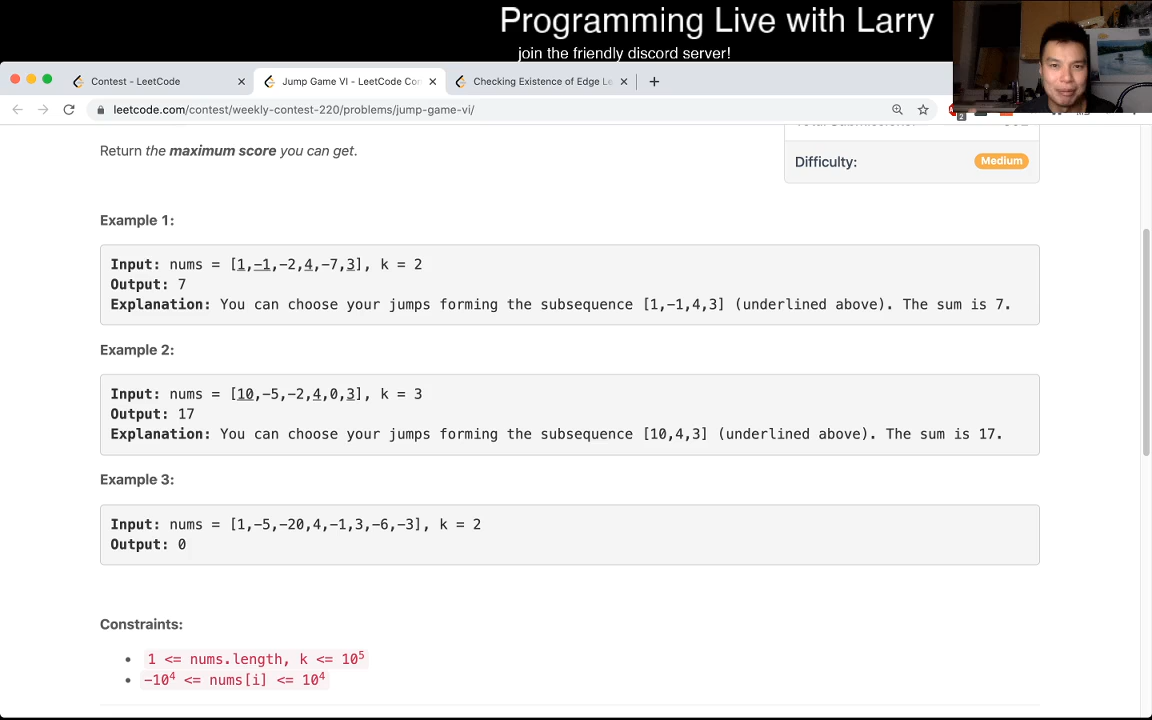 Programming Live with Larry
join the friendly discord server!
Contest - LeetCode
Jump Game VI - LeetCode Con
Checking Existence of Edge Le
leetcode.com/contest/weekly-contest-220/problems/jump-game-vi/
2
Return the maximum score you can get.
Difficulty: Medium
Example 1:
Input: nums = [1,-1,-2,4,-7,3], k = 2
Output: 7
Explanation: You can choose your jumps forming the subsequence [1,-1,4,3] (underlined above). The sum is 7.
Example 2:
Input: nums = [10,-5,-2,4,0,3], k = 3
Output: 17
Explanation: You can choose your jumps forming the subsequence [10,4,3] (underlined above). The sum is 17.
Example 3:
Input: nums = [1,-5,-20,4,-1,3,-6,-3], k = 2
Output: 0
Constraints:
1 <= nums.length, k <= 10⁵
-10⁴ <= nums[i] <= 10⁴